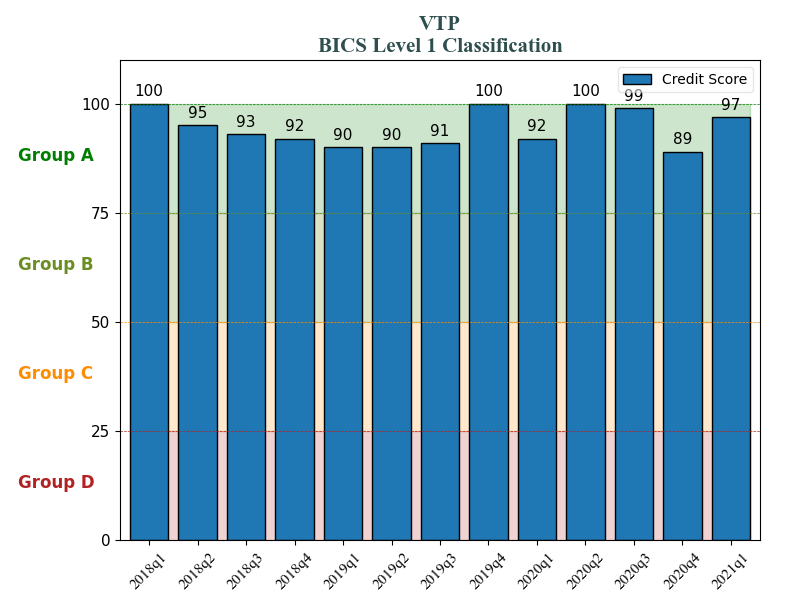 VTP
BICS Level 1 Classification
Credit Score
100 95 93 92 90 90 91 100 92 100 99 89 97
100
Group A
75
Group B
50
Group C
25
Group D
0
2018q1 2018q2 2018q3 2018q4 2019q1 2019q2 2019q3 2019q4 2020q1 2020q2 2020q3 2020q4 2021q1